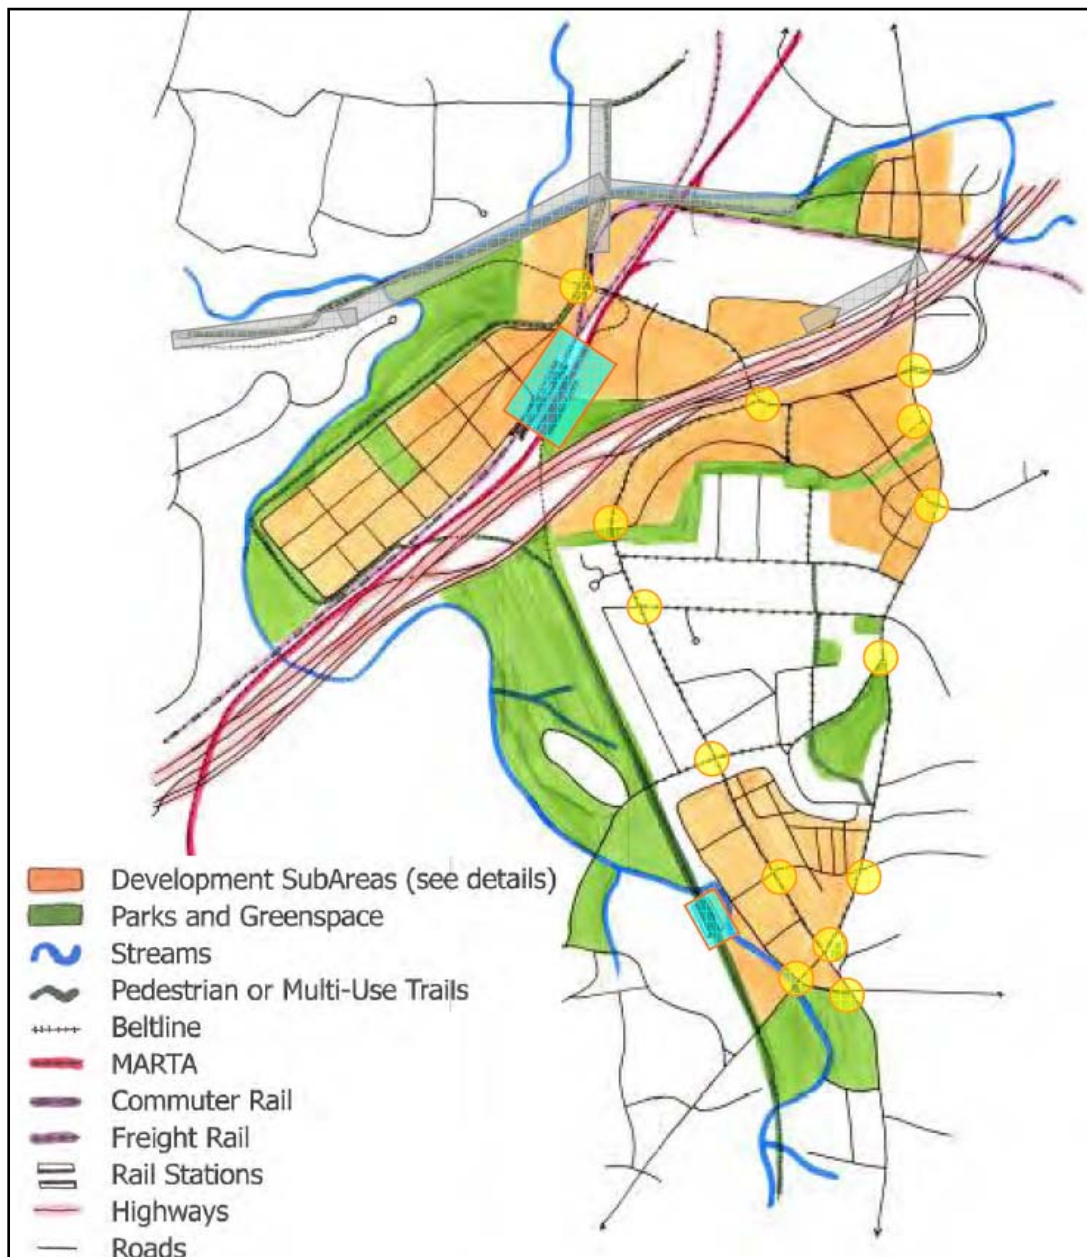 Development SubAreas (see details)
Parks and Greenspace
Streams
Pedestrian or Multi-Use Trails
Beltline
MARTA
Commuter Rail
Freight Rail
Rail Stations
Highways
Roads